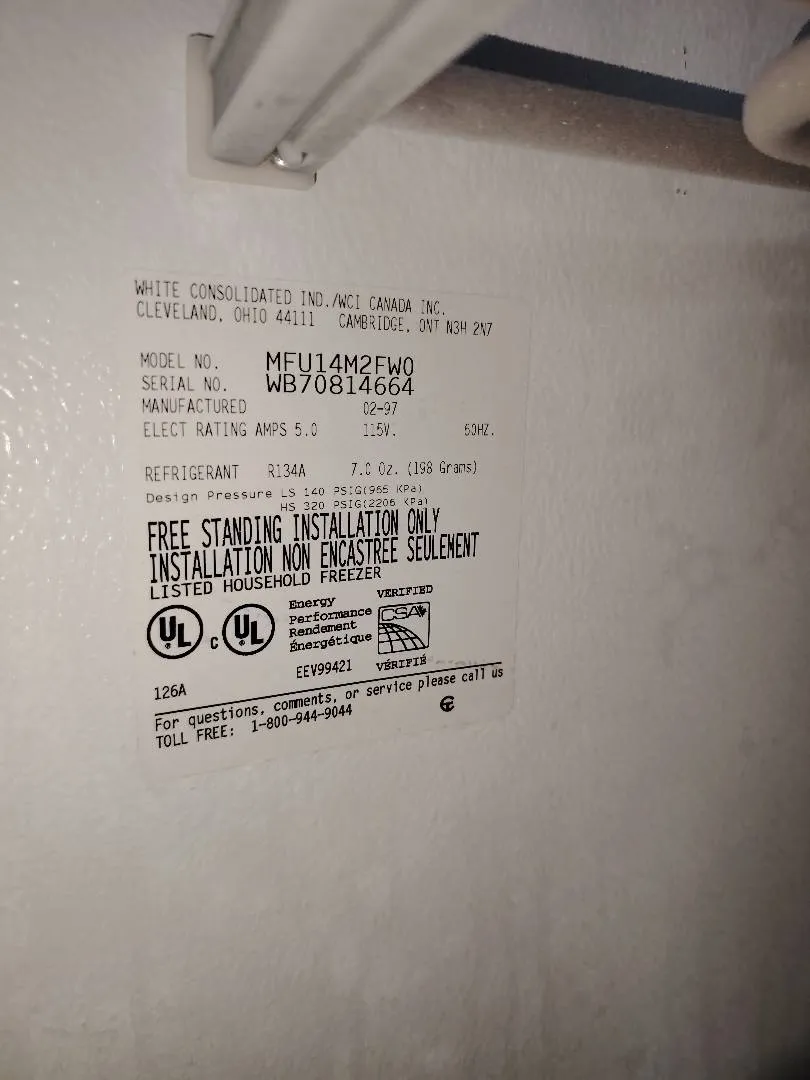 WHITE CONSOLIDATED IND./WCI CANADA INC.
CLEVELAND, OHIO 44111 CAMBRIDGE, ONT N3H 2N7
MODEL NO. MFU14M2FW0
SERIAL NO. WB70814664
MANUFACTURED 02-97
ELECT RATING AMPS 5.0 115V. 60HZ.
REFRIGERANT R134A 7.0 Oz. (198 Grams)
Design Pressure LS 140 PSIG(965 KPa)
HS 320 PSIG(2206 KPa)
FREE STANDING INSTALLATION ONLY
INSTALLATION NON ENCASTREE SEULEMENT
LISTED HOUSEHOLD FREEZER
UL ® C UL ®
Energy
Performance
Rendement
Énergétique
VERIFIED
CSA
VÉRIFIÉ
EEV99421
126A
For questions, comments, or service please call us
TOLL FREE: 1-800-944-9044